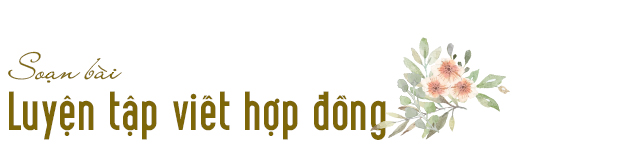 Soạn bài
Luyện tập viết hợp đồng